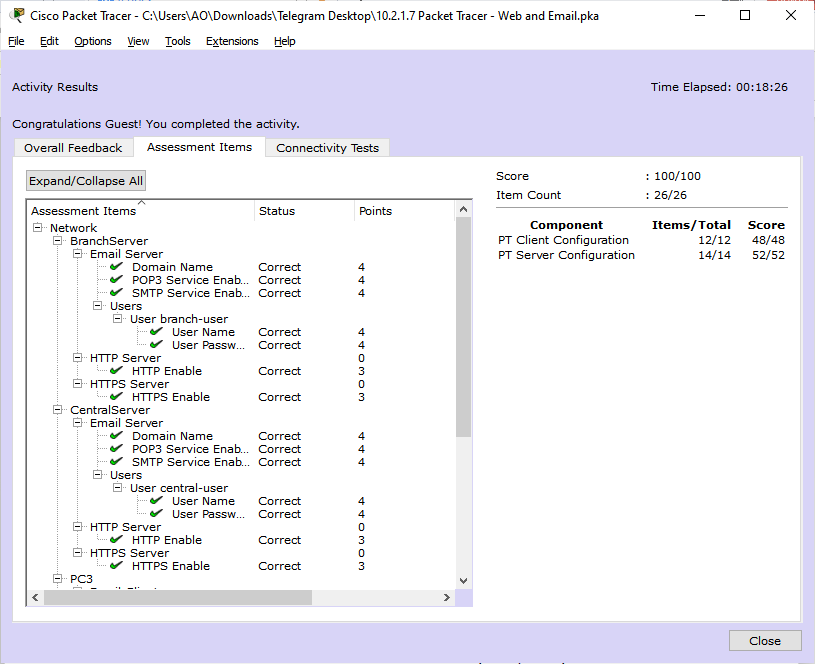 Cisco Packet Tracer - C:\Users\AO\Downloads\Telegram Desktop\10.2.1.7 Packet Tracer - Web and Email.pka
File Edit Options View Tools Extensions Help
Activity Results Time Elapsed: 00:18:26
Congratulations Guest! You completed the activity.
Overall Feedback Assessment Items Connectivity Tests
Expand/Collapse All
Assessment Items Status Points
Network
BranchServer
Email Server
Domain Name Correct 4
POP3 Service Enab... Correct 4
SMTP Service Enab... Correct 4
Users
User branch-user
User Name Correct 4
User Passw... Correct 4
HTTP Server 0
HTTP Enable Correct 3
HTTPS Server 0
HTTPS Enable Correct 3
CentralServer
Email Server
Domain Name Correct 4
POP3 Service Enab... Correct 4
SMTP Service Enab... Correct 4
Users
User central-user
User Name Correct 4
User Passw... Correct 4
HTTP Server 0
HTTP Enable Correct 3
HTTPS Server 0
HTTPS Enable Correct 3
PC3
Score : 100/100
Item Count : 26/26
Component Items/Total Score
PT Client Configuration 12/12 48/48
PT Server Configuration 14/14 52/52
Close